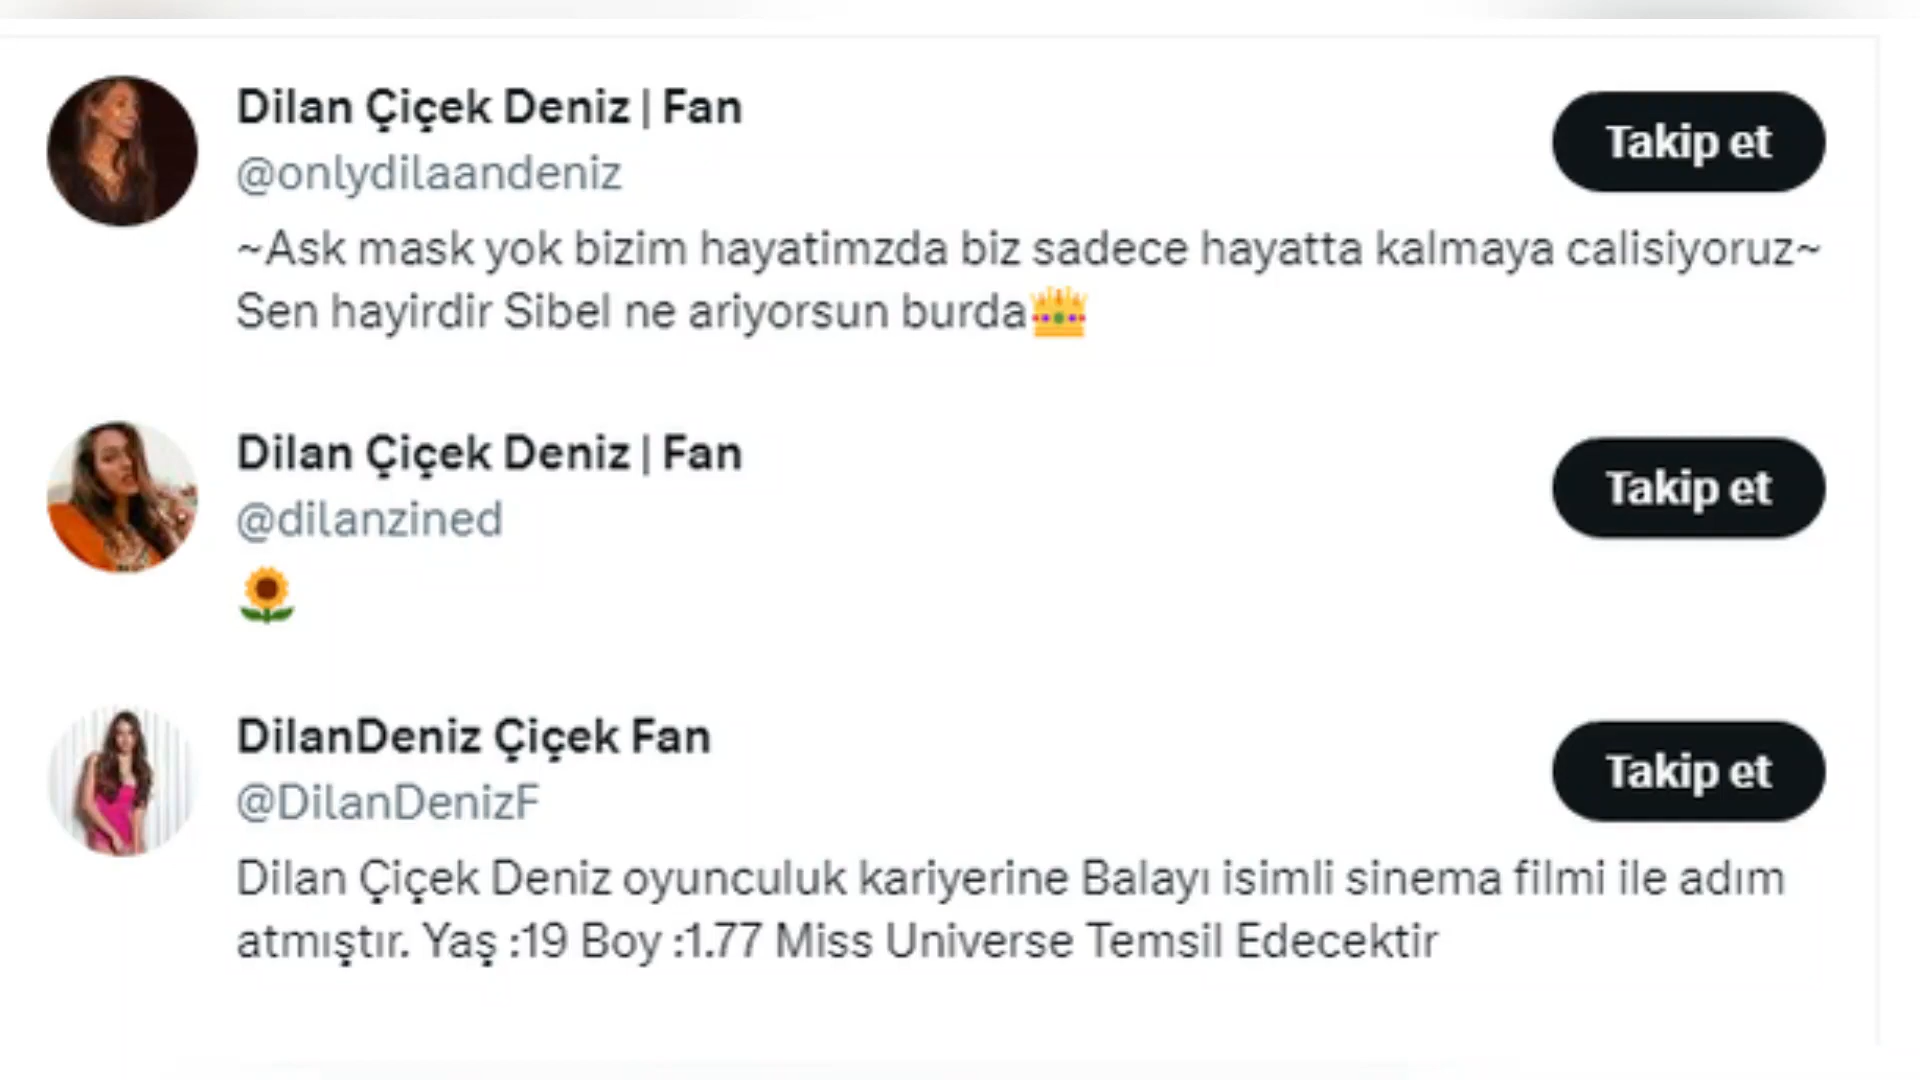 Dilan Çiçek Deniz | Fan
@onlydilaandeniz
Takip et
~Ask mask yok bizim hayatimzda biz sadece hayatta kalmaya calisiyoruz~
Sen hayirdir Sibel ne ariyorsun burda👑
Dilan Çiçek Deniz | Fan
@dilanzined
Takip et
🌻
DilanDeniz Çiçek Fan
@DilanDenizF
Takip et
Dilan Çiçek Deniz oyunculuk kariyerine Balayı isimli sinema filmi ile adım
atmıştır. Yaş :19 Boy :1.77 Miss Universe Temsil Edecektir